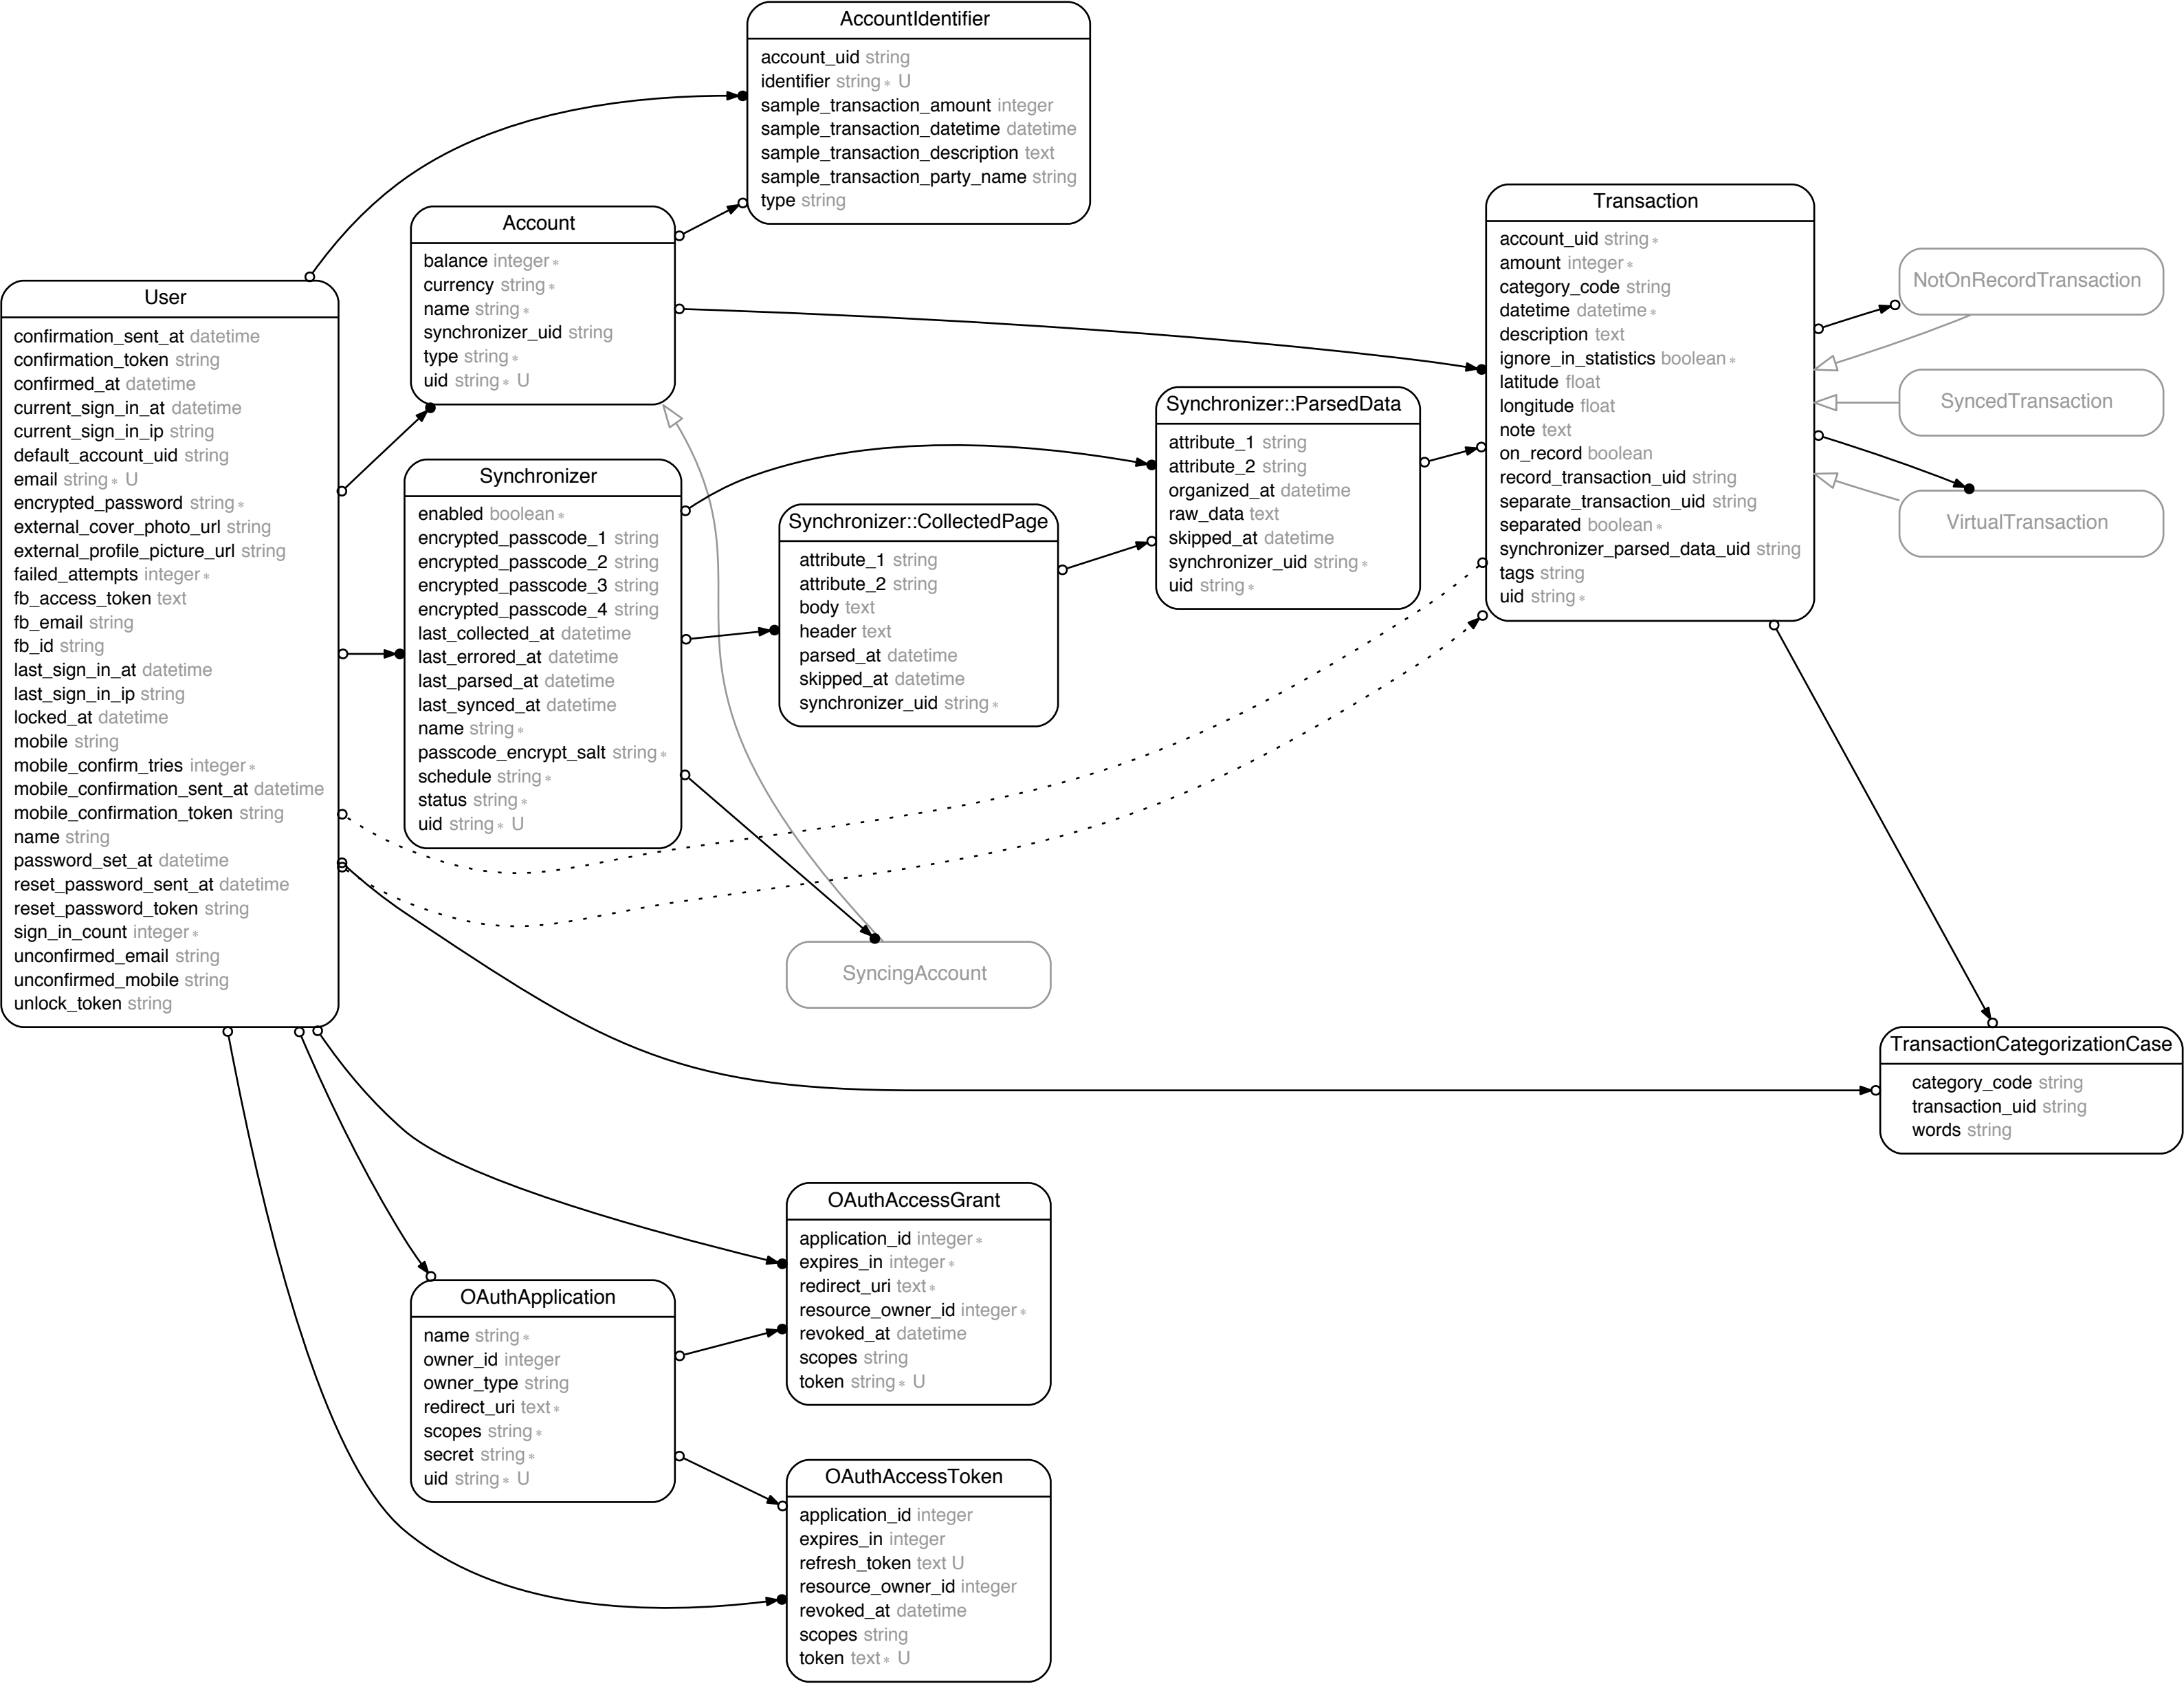 AccountIdentifier
account_uid string
identifier string∗ U
sample_transaction_amount integer
sample_transaction_datetime datetime
sample_transaction_description text
sample_transaction_party_name string
type string
Account
balance integer∗
currency string∗
name string∗
synchronizer_uid string
type string∗
uid string∗ U
User
confirmation_sent_at datetime
confirmation_token string
confirmed_at datetime
current_sign_in_at datetime
current_sign_in_ip string
default_account_uid string
email string∗ U
encrypted_password string∗
external_cover_photo_url string
external_profile_picture_url string
failed_attempts integer∗
fb_access_token text
fb_email string
fb_id string
last_sign_in_at datetime
last_sign_in_ip string
locked_at datetime
mobile string
mobile_confirm_tries integer∗
mobile_confirmation_sent_at datetime
mobile_confirmation_token string
name string
password_set_at datetime
reset_password_sent_at datetime
reset_password_token string
sign_in_count integer∗
unconfirmed_email string
unconfirmed_mobile string
unlock_token string
Synchronizer
enabled boolean∗
encrypted_passcode_1 string
encrypted_passcode_2 string
encrypted_passcode_3 string
encrypted_passcode_4 string
last_collected_at datetime
last_errored_at datetime
last_parsed_at datetime
last_synced_at datetime
name string∗
passcode_encrypt_salt string∗
schedule string∗
status string∗
uid string∗ U
Synchronizer::CollectedPage
attribute_1 string
attribute_2 string
body text
header text
parsed_at datetime
skipped_at datetime
synchronizer_uid string∗
Synchronizer::ParsedData
attribute_1 string
attribute_2 string
organized_at datetime
raw_data text
skipped_at datetime
synchronizer_uid string∗
uid string∗
Transaction
account_uid string∗
amount integer∗
category_code string
datetime datetime∗
description text
ignore_in_statistics boolean∗
latitude float
longitude float
note text
on_record boolean
record_transaction_uid string
separate_transaction_uid string
separated boolean∗
synchronizer_parsed_data_uid string
tags string
uid string∗
NotOnRecordTransaction
SyncedTransaction
VirtualTransaction
SyncingAccount
TransactionCategorizationCase
category_code string
transaction_uid string
words string
OAuthAccessGrant
application_id integer∗
expires_in integer∗
redirect_uri text∗
resource_owner_id integer∗
revoked_at datetime
scopes string
token string∗ U
OAuthApplication
name string∗
owner_id integer
owner_type string
redirect_uri text∗
scopes string∗
secret string∗
uid string∗ U
OAuthAccessToken
application_id integer
expires_in integer
refresh_token text U
resource_owner_id integer
revoked_at datetime
scopes string
token text∗ U